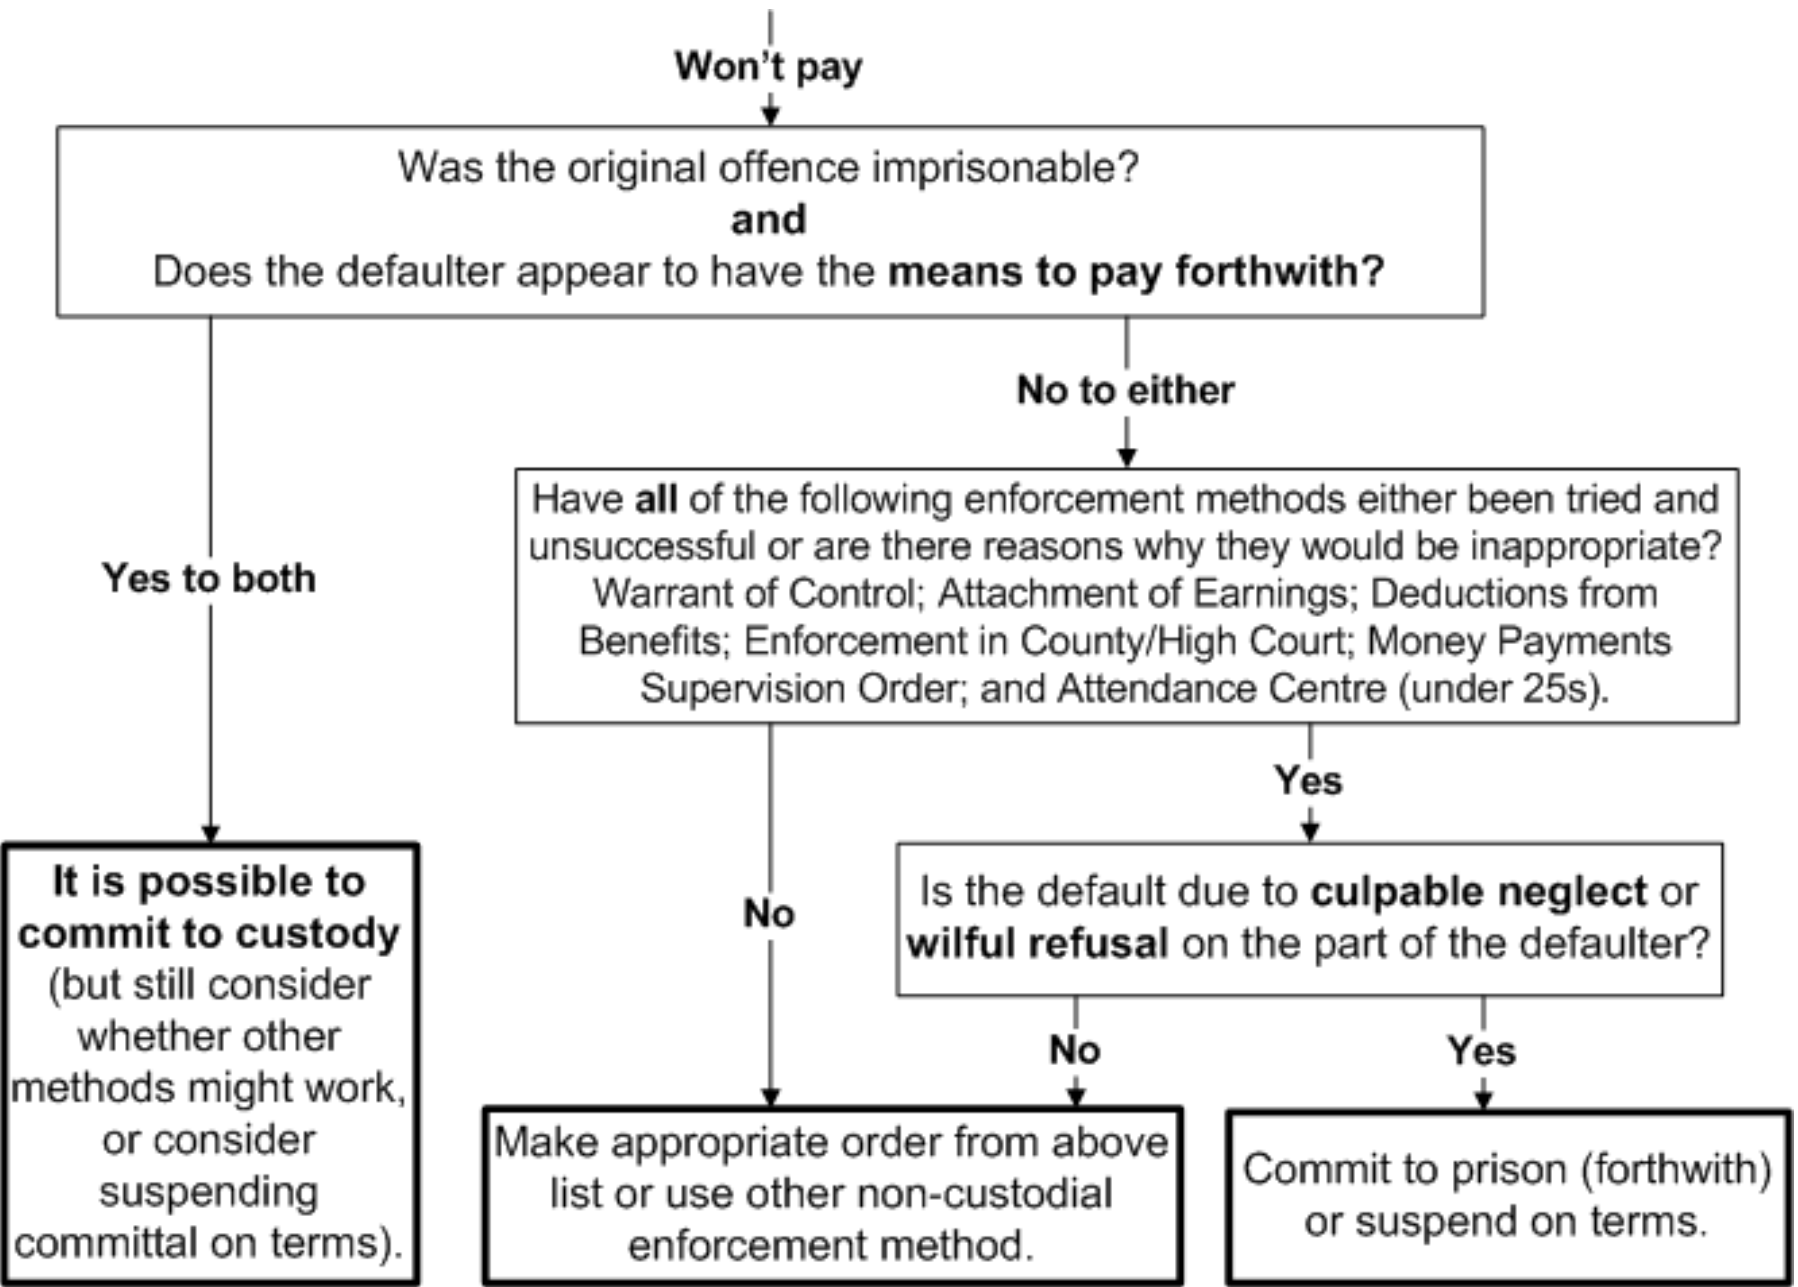 Won't pay
Was the original offence imprisonable?
and
Does the defaulter appear to have the means to pay forthwith?
No to either
Yes to both
Have all of the following enforcement methods either been tried and
unsuccessful or are there reasons why they would be inappropriate?
Warrant of Control; Attachment of Earnings; Deductions from
Benefits; Enforcement in County/High Court; Money Payments
Supervision Order; and Attendance Centre (under 25s).
Yes
No
It is possible to
commit to custody
(but still consider
whether other
methods might work,
or consider
suspending
committal on terms).
Is the default due to culpable neglect or
wilful refusal on the part of the defaulter?
No
Yes
Make appropriate order from above
list or use other non-custodial
enforcement method.
Commit to prison (forthwith)
or suspend on terms.